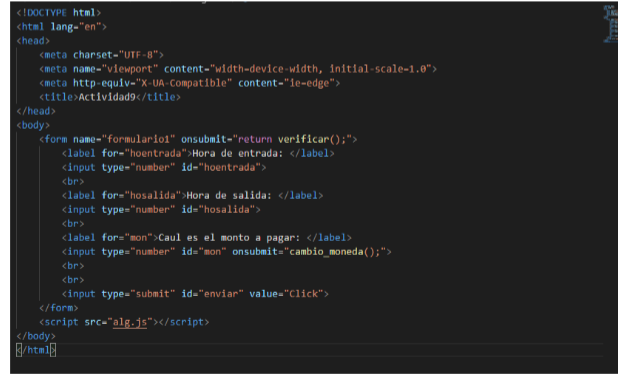 <!DOCTYPE html>
<html lang="en">
<head>
    <meta charset="UTF-8">
    <meta name="viewport" content="width=device-width, initial-scale=1.0">
    <meta http-equiv="X-UA-Compatible" content="ie=edge">
    <title>Actividad9</title>
</head>
<body>
    <form name="formulario1" onsubmit="return verificar();">
        <label for="hoentrada">Hora de entrada: </label>
        <input type="number" id="hoentrada">
        <br>
        <label for="hosalida">Hora de salida: </label>
        <input type="number" id="hosalida">
        <br>
        <label for="mon">Caul es el monto a pagar: </label>
        <input type="number" id="mon" onsubmit="cambio_moneda();">
        <br>
        <br>
        <input type="submit" id="enviar" value="Click">
    </form>
    <script src="alg.js"></script>
</body>
</html>